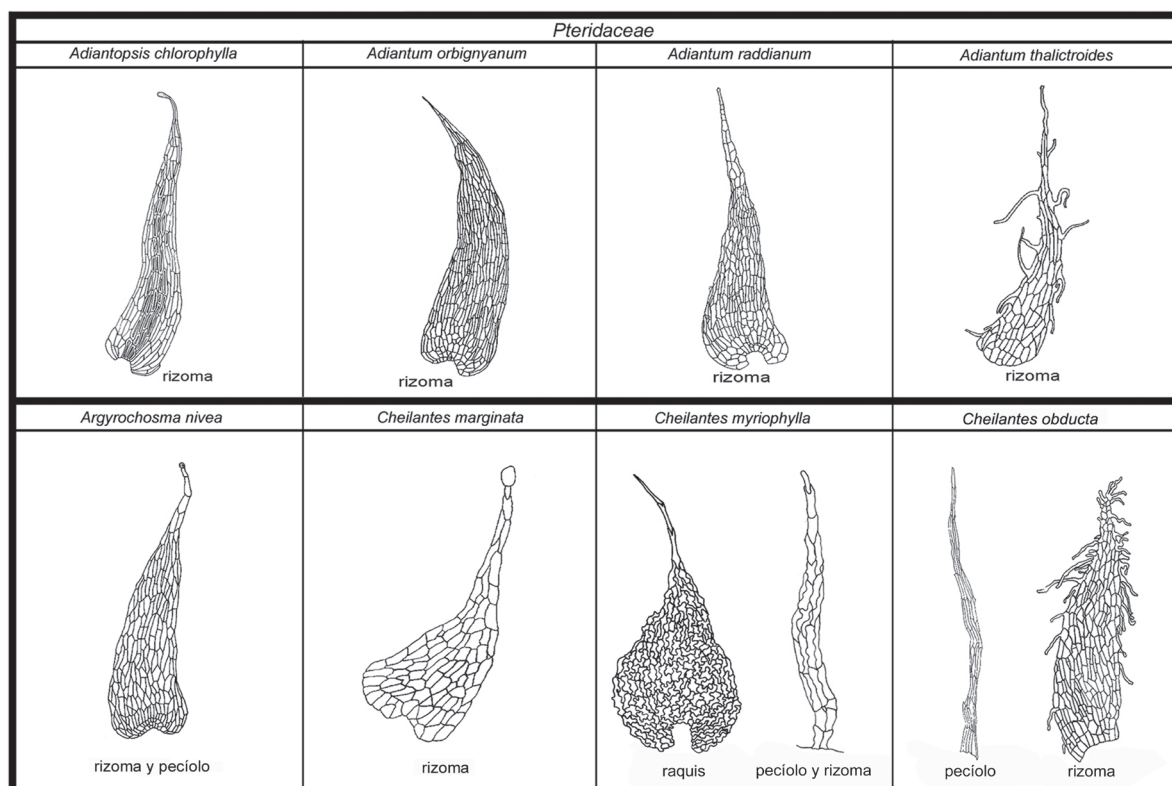 Pteridaceae
Adiantopsis chlorophylla
Adiantum orbignyanum
Adiantum raddianum
Adiantum thalictroides
rizoma
rizoma
rizoma
rizoma
Argyrochosma nivea
Cheilantes marginata
Cheilantes myriophylla
Cheilantes obducta
rizoma y pecíolo
rizoma
raquis
pecíolo y rizoma
pecíolo
rizoma